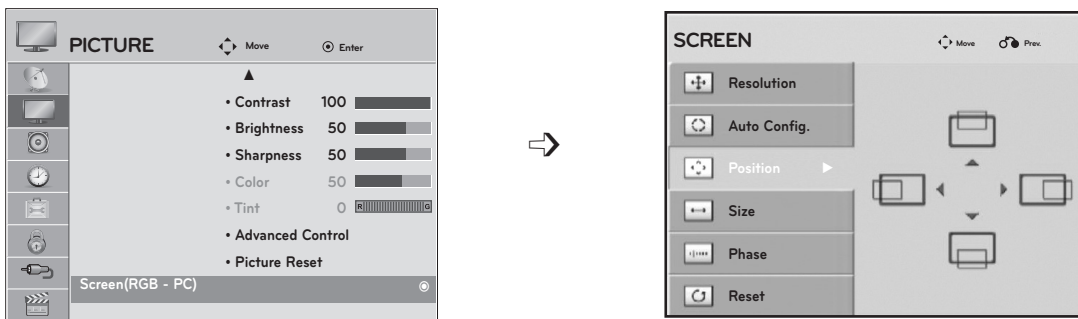 PICTURE Move Enter
• Contrast 100
• Brightness 50
• Sharpness 50
• Color 50
• Tint 0 R G
• Advanced Control
• Picture Reset
Screen(RGB - PC)
SCREEN Move Prev.
Resolution
Auto Config.
Position
Size
Phase
Reset